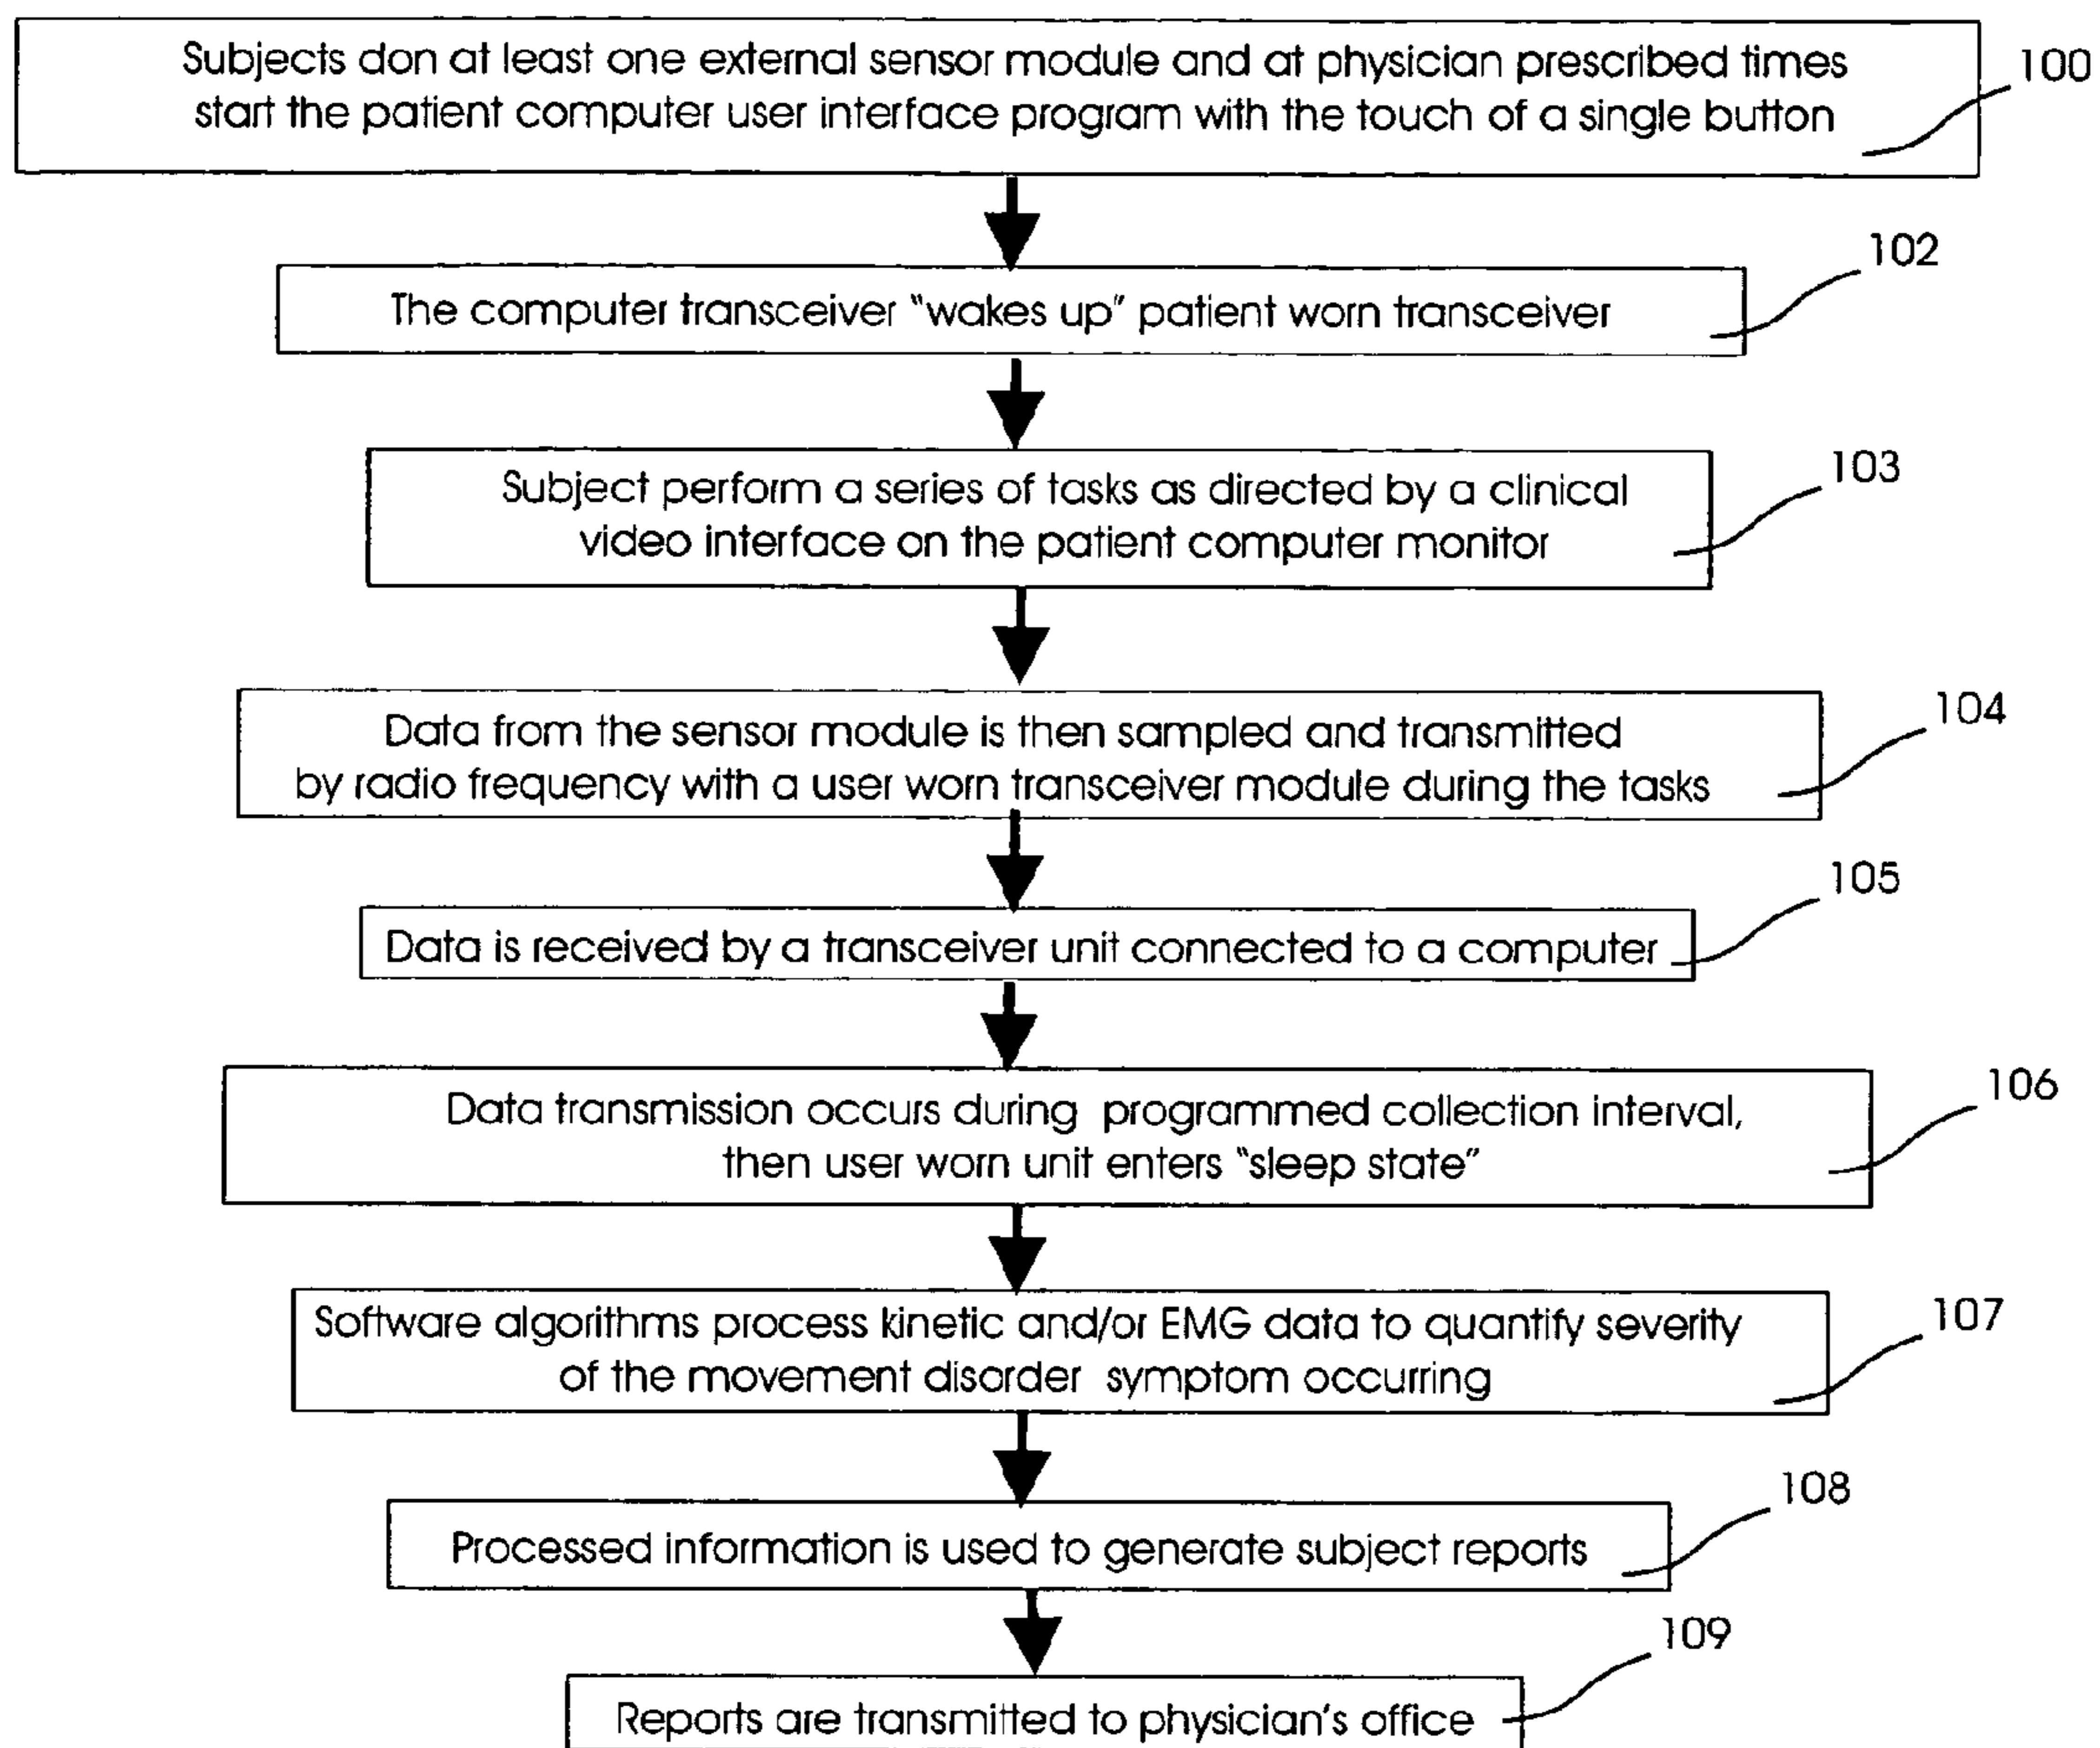 Subjects don at least one external sensor module and at physician prescribed times
start the patient computer user interface program with the touch of a single button
100
102
The computer transceiver "wakes up" patient worn transceiver
103
Subject perform a series of tasks as directed by a clinical
video interface on the patient computer monitor
104
Data from the sensor module is then sampled and transmitted
by radio frequency with a user worn transceiver module during the tasks
105
Data is received by a transceiver unit connected to a computer
106
Data transmission occurs during programmed collection interval,
then user worn unit enters "sleep state"
107
Software algorithms process kinetic and/or EMG data to quantify severity
of the movement disorder symptom occurring
108
Processed information is used to generate subject reports
109
Reports are transmitted to physician's office